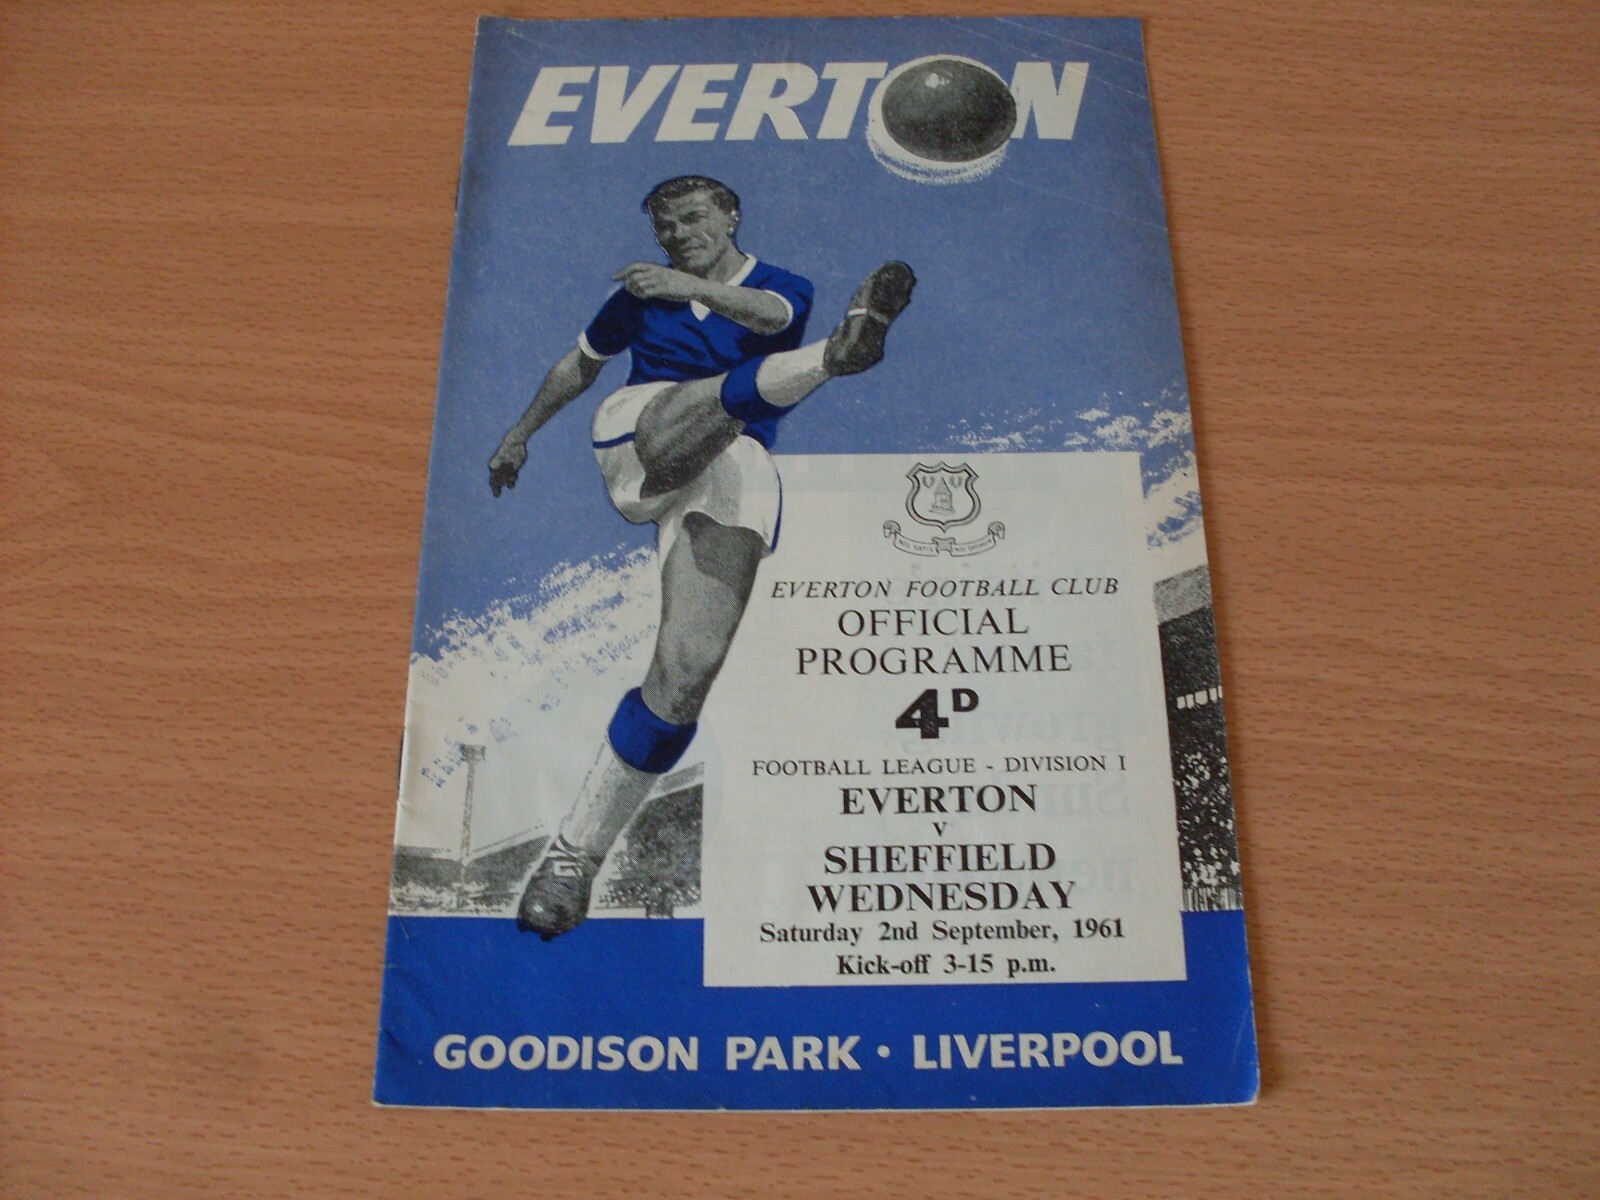 EVERTON
EVERTON FOOTBALL CLUB
OFFICIAL
PROGRAMME
4D
FOOTBALL LEAGUE - DIVISION I
EVERTON
v
SHEFFIELD
WEDNESDAY
Saturday 2nd September, 1961
Kick-off 3-15 p.m.
GOODISON PARK · LIVERPOOL